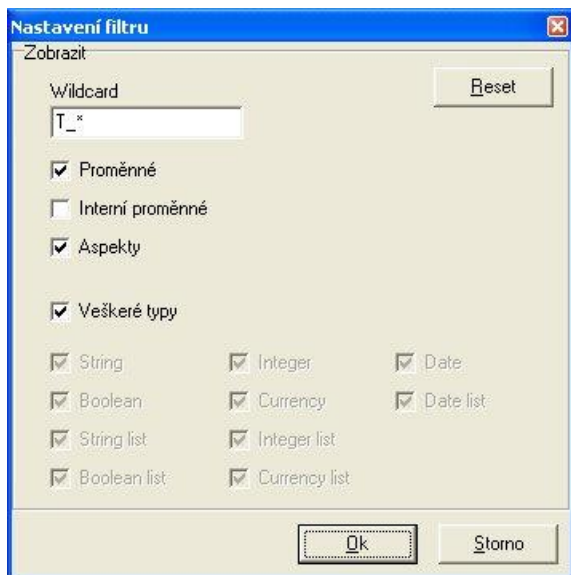 Nastavení filtru
Zobrazit
Wildcard
Reset
T_*
Proměnné
Interní proměnné
Aspekty
Veškeré typy
String Integer Date
Boolean Currency Date list
String list Integer list
Boolean list Currency list
Ok Storno